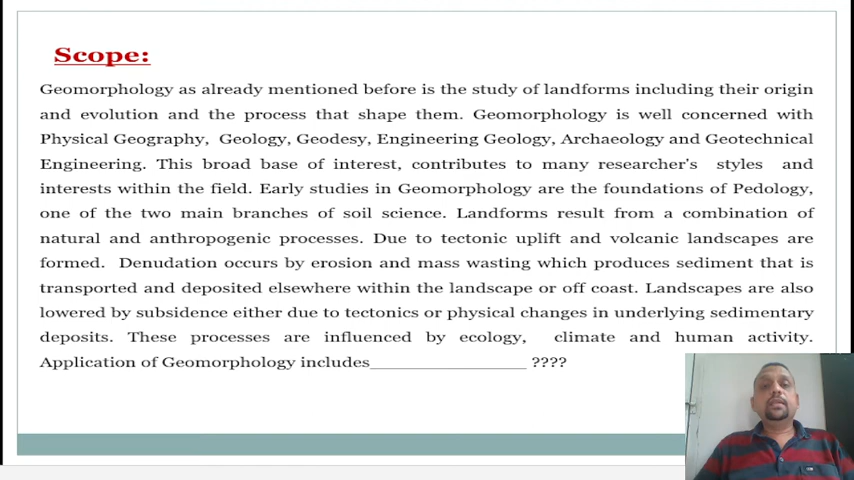 Scope:
Geomorphology as already mentioned before is the study of landforms including their origin
and evolution and the process that shape them. Geomorphology is well concerned with
Physical Geography, Geology, Geodesy, Engineering Geology, Archaeology and Geotechnical
Engineering. This broad base of interest, contributes to many researcher's styles and
interests within the field. Early studies in Geomorphology are the foundations of Pedology,
one of the two main branches of soil science. Landforms result from a combination of
natural and anthropogenic processes. Due to tectonic uplift and volcanic landscapes are
formed. Denudation occurs by erosion and mass wasting which produces sediment that is
transported and deposited elsewhere within the landscape or off coast. Landscapes are also
lowered by subsidence either due to tectonics or physical changes in underlying sedimentary
deposits. These processes are influenced by ecology, climate and human activity.
Application of Geomorphology includes__________________ ????